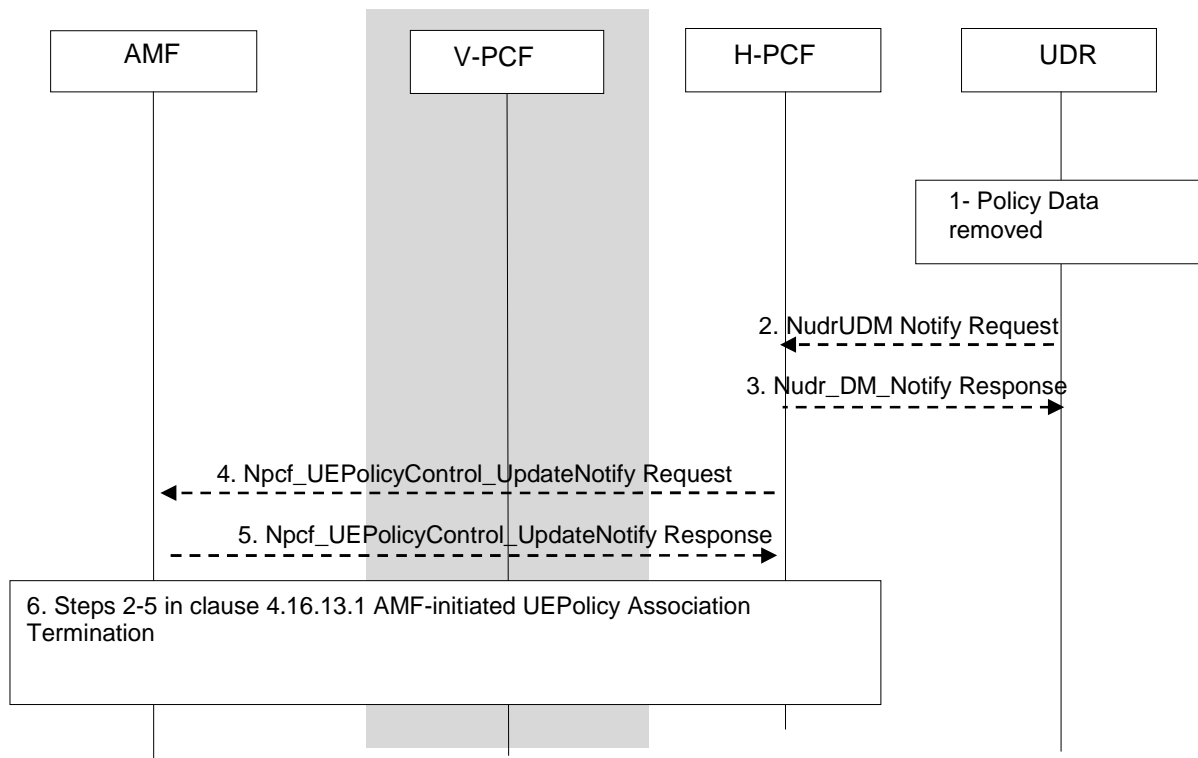 AMF
V-PCF
H-PCF
UDR
1- Policy Data
removed
2. NudrUDM Notify Request
3. Nudr_DM_Notify Response
4. Npcf_UEPolicyControl_UpdateNotify Request
5. Npcf_UEPolicyControl_UpdateNotify Response
6. Steps 2-5 in clause 4.16.13.1 AMF-initiated UEPolicy Association
Termination